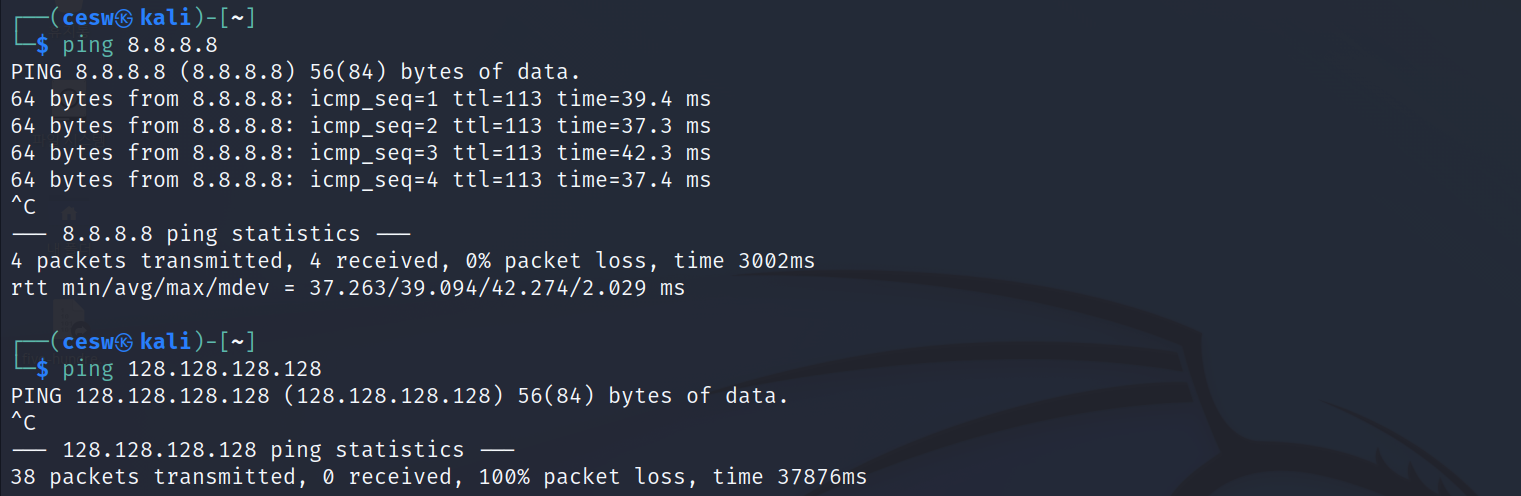 ┌──(cesw㉿kali)-[~]
└─$ ping 8.8.8.8
PING 8.8.8.8 (8.8.8.8) 56(84) bytes of data.
64 bytes from 8.8.8.8: icmp_seq=1 ttl=113 time=39.4 ms
64 bytes from 8.8.8.8: icmp_seq=2 ttl=113 time=37.3 ms
64 bytes from 8.8.8.8: icmp_seq=3 ttl=113 time=42.3 ms
64 bytes from 8.8.8.8: icmp_seq=4 ttl=113 time=37.4 ms
^C
--- 8.8.8.8 ping statistics ---
4 packets transmitted, 4 received, 0% packet loss, time 3002ms
rtt min/avg/max/mdev = 37.263/39.094/42.274/2.029 ms
┌──(cesw㉿kali)-[~]
└─$ ping 128.128.128.128
PING 128.128.128.128 (128.128.128.128) 56(84) bytes of data.
^C
--- 128.128.128.128 ping statistics ---
38 packets transmitted, 0 received, 100% packet loss, time 37876ms